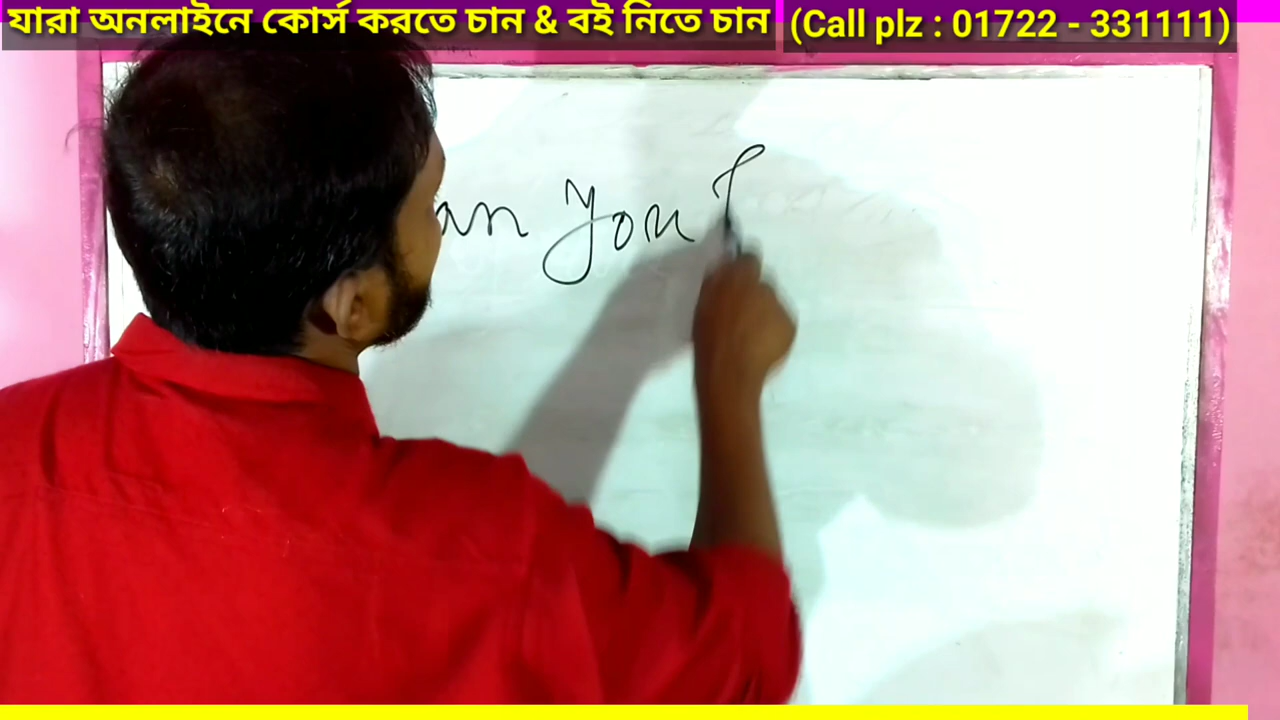 যারা অনলাইনে কোর্স করতে চান & বই নিতে চান (Call plz : 01722 - 331111)
an you